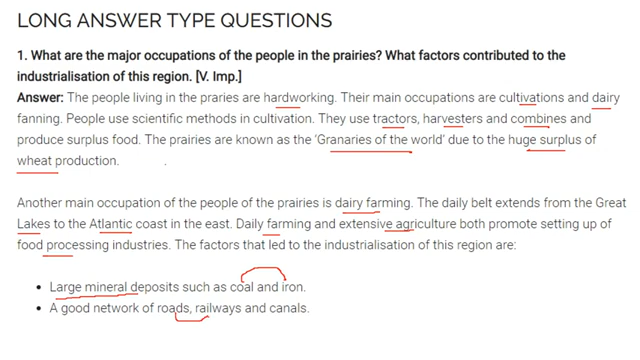 LONG ANSWER TYPE QUESTIONS
1. What are the major occupations of the people in the prairies? What factors contributed to the
industrialisation of this region. [V. Imp.]
Answer: The people living in the praries are hardworking. Their main occupations are cultivations and dairy
fanning. People use scientific methods in cultivation. They use tractors, harvesters and combines and
produce surplus food. The prairies are known as the ‘Granaries of the world’ due to the huge surplus of
wheat production.
Another main occupation of the people of the prairies is dairy farming. The daily belt extends from the Great
Lakes to the Atlantic coast in the east. Daily farming and extensive agriculture both promote setting up of
food processing industries. The factors that led to the industrialisation of this region are:
• Large mineral deposits such as coal and iron.
• A good network of roads, railways and canals.